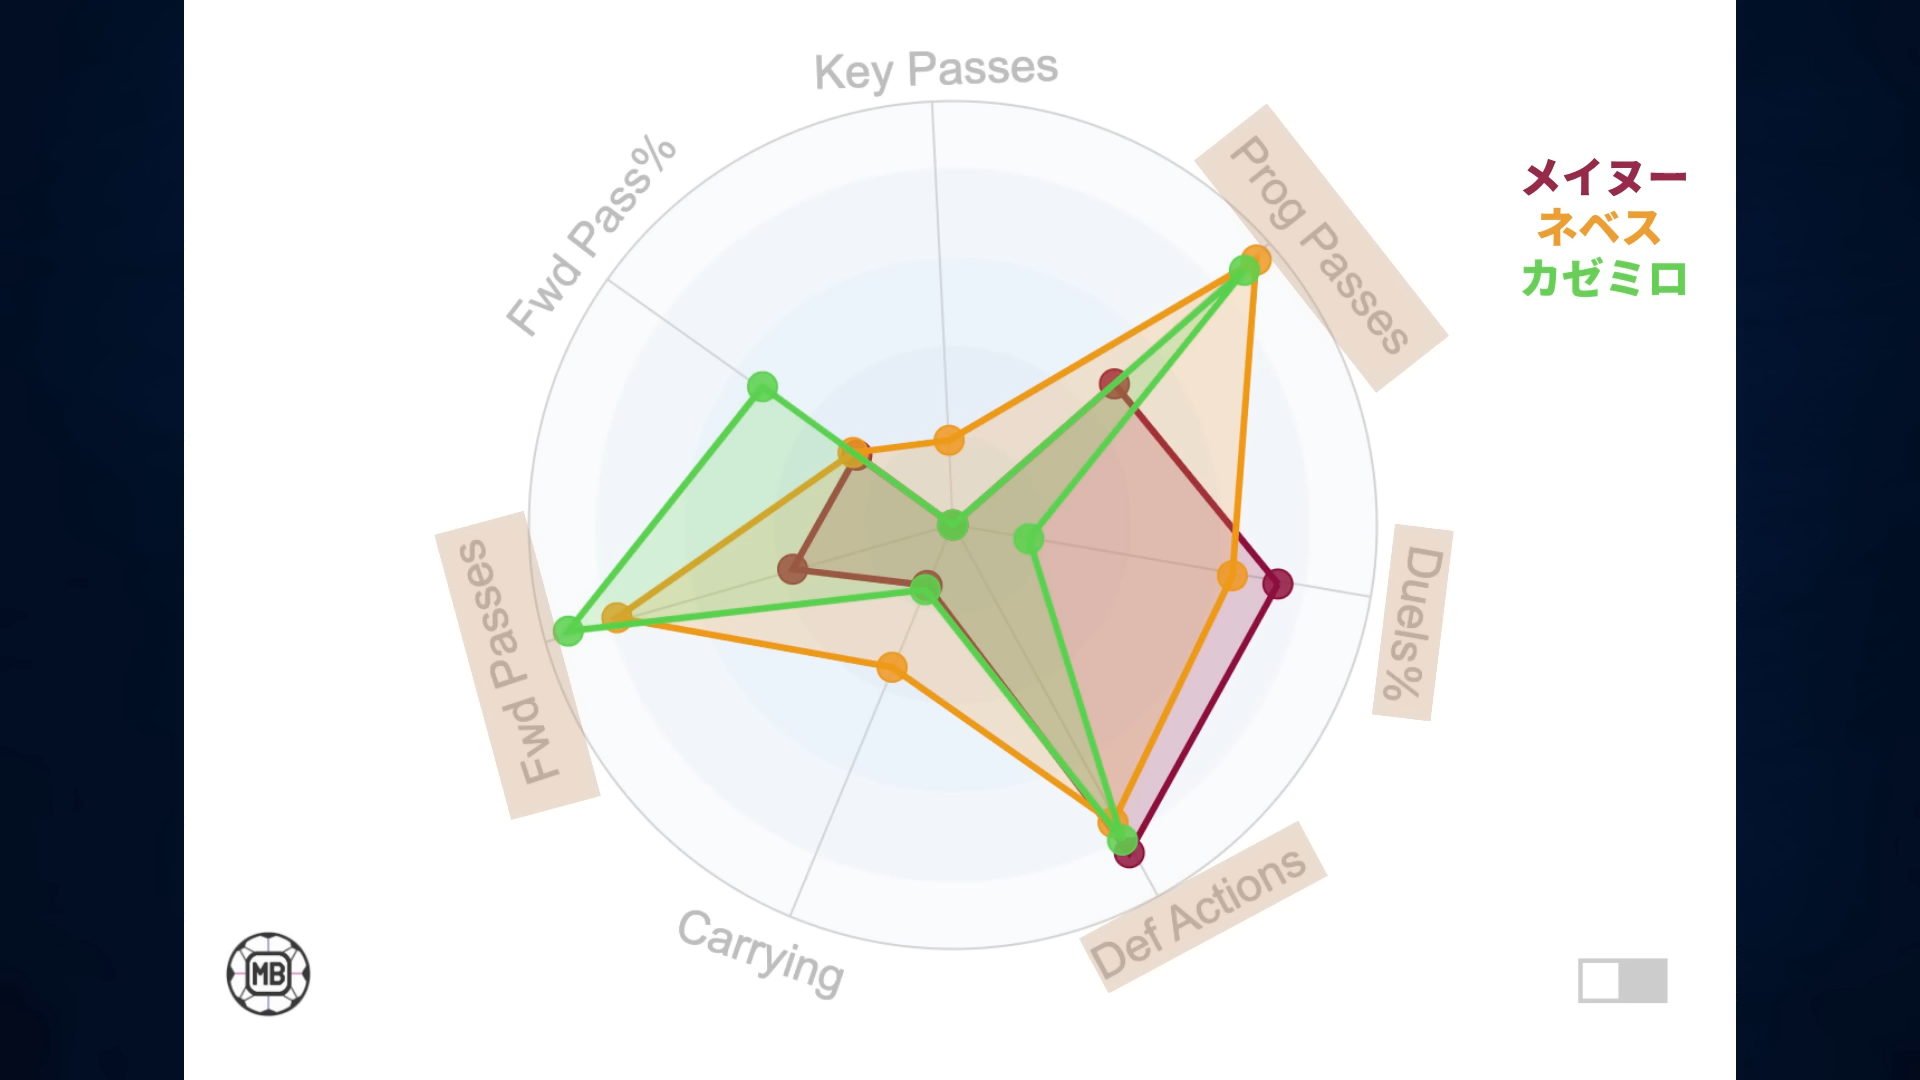 Key Passes
Fwd Pass%
Prog Passes
メイヌー
ネベス
カゼミロ
Fwd Passes
Duels%
Carrying
Def Actions
MB